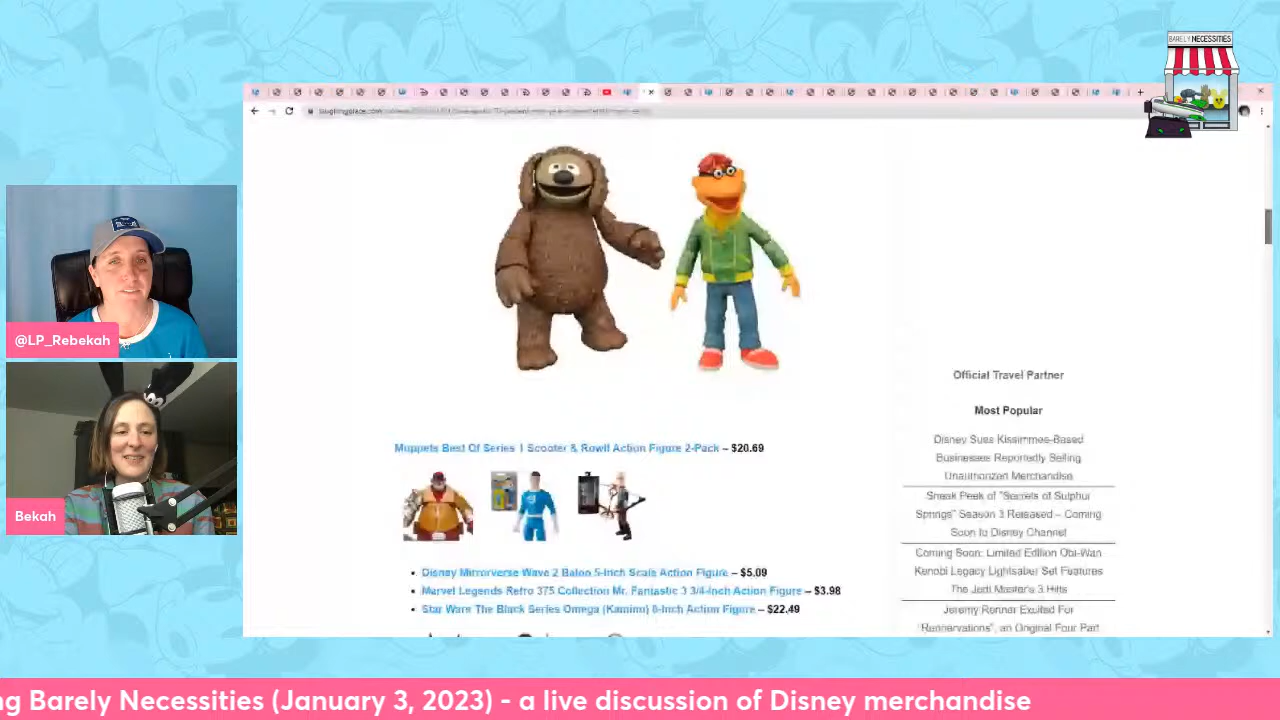 BARELY NECESSITIES
@LP_Rebekah
Bekah
Official Travel Partner
Most Popular
Disney Sues Kissimmee-Based
Businesses Reportedly Selling
Unauthorized Merchandise
Sneak Peek of "Secrets of Sulphur
Springs" Season 3 Released – Coming
Soon to Disney Channel
Coming Soon: Limited Edition Obi-Wan
Kenobi Legacy Lightsaber Set Features
The Jedi Master's 3 Hilts
Jeremy Renner Excited For
"Rennervations", an Original Four Part
Muppets Best Of Series 1 Scooter & Rowlf Action Figure 2-Pack – $20.69
• Disney Mirrorverse Wave 2 Baloo 5-Inch Scale Action Figure – $5.09
• Marvel Legends Retro 375 Collection Mr. Fantastic 3 3/4-Inch Action Figure – $3.98
• Star Wars The Black Series Omega (Kamino) 6-Inch Action Figure – $22.49
ng Barely Necessities (January 3, 2023) - a live discussion of Disney merchandise